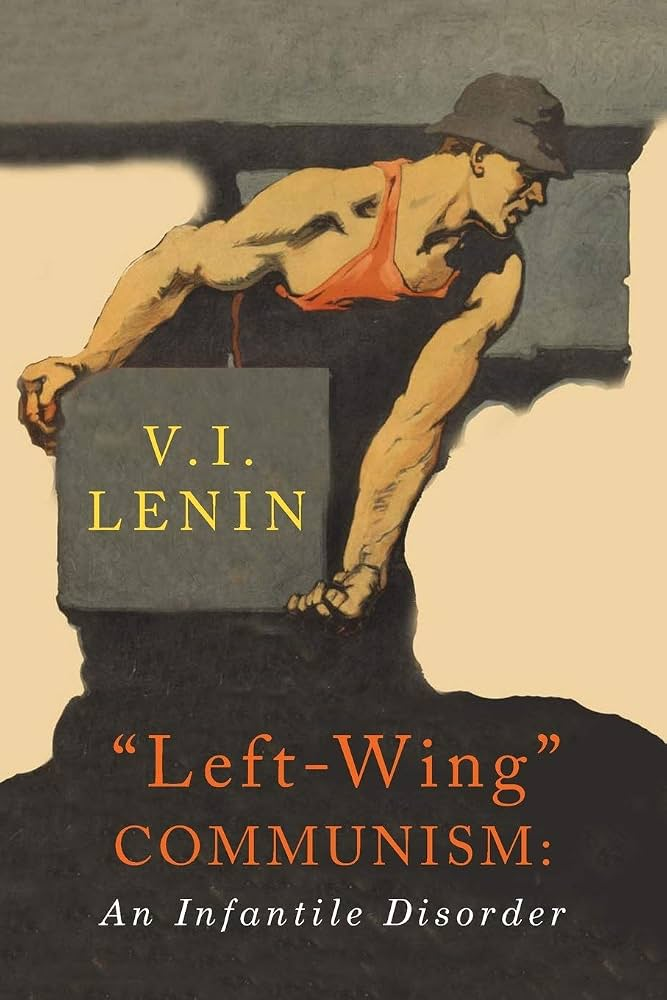 V.I.
LENIN
“Left-Wing”
COMMUNISM:
An Infantile Disorder